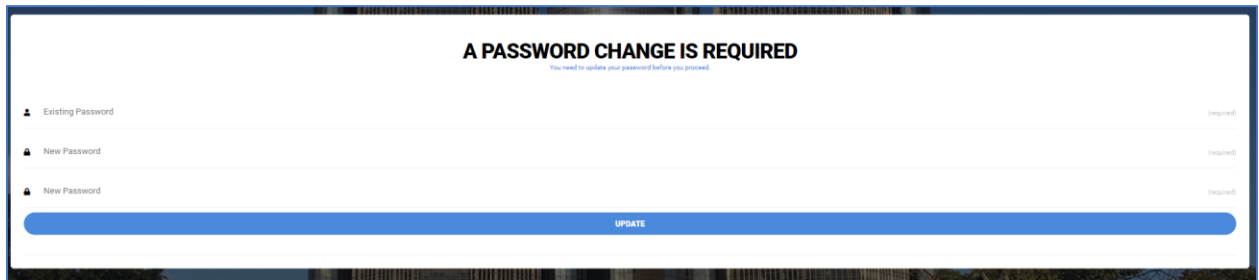 A PASSWORD CHANGE IS REQUIRED
You need to update your password before you proceed.
Existing Password (required)
New Password (required)
New Password (required)
UPDATE